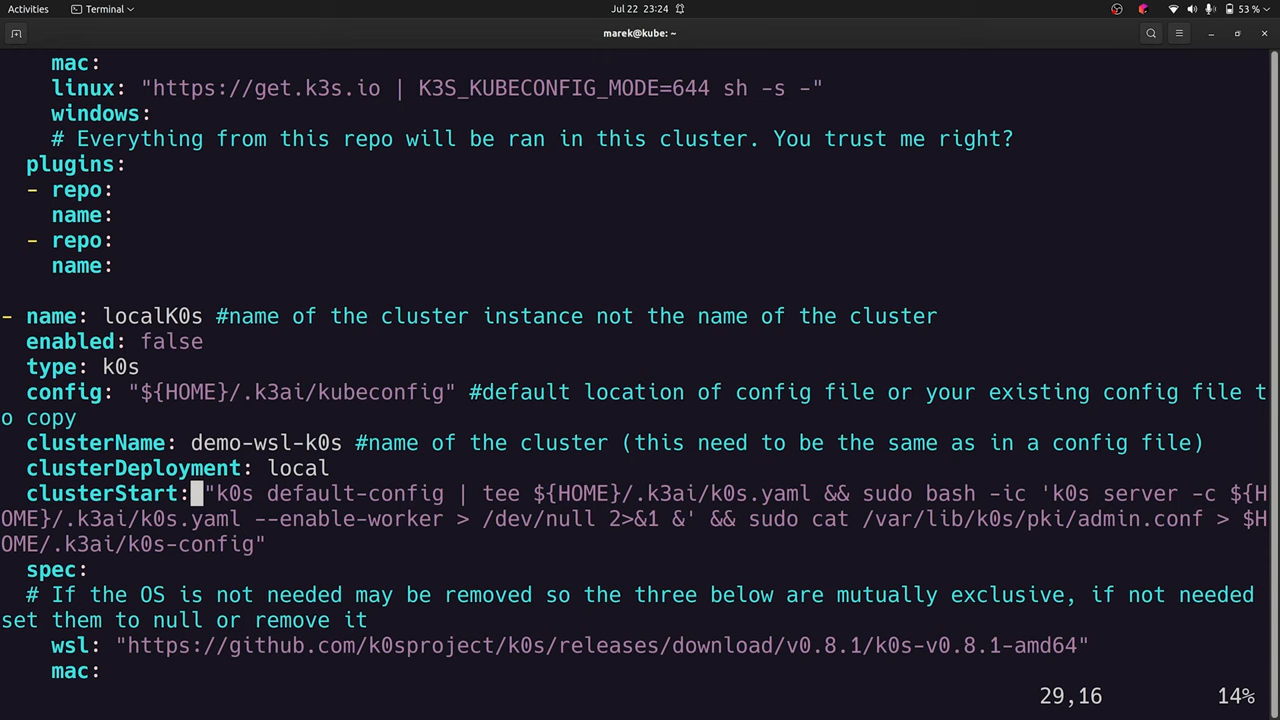 Activities Terminal Jul 22 23:24 53 %
marek@kube: ~
mac:
linux: "https://get.k3s.io | K3S_KUBECONFIG_MODE=644 sh -s -"
windows:
# Everything from this repo will be ran in this cluster. You trust me right?
plugins:
- repo:
name:
- repo:
name:
- name: localK0s #name of the cluster instance not the name of the cluster
enabled: false
type: k0s
config: "${HOME}/.k3ai/kubeconfig" #default location of config file or your existing config file t
o copy
clusterName: demo-wsl-k0s #name of the cluster (this need to be the same as in a config file)
clusterDeployment: local
clusterStart: "k0s default-config | tee ${HOME}/.k3ai/k0s.yaml && sudo bash -ic 'k0s server -c ${H
OME}/.k3ai/k0s.yaml --enable-worker > /dev/null 2>&1 &' && sudo cat /var/lib/k0s/pki/admin.conf > $H
OME/.k3ai/k0s-config"
spec:
# If the OS is not needed may be removed so the three below are mutually exclusive, if not needed
set them to null or remove it
wsl: "https://github.com/k0sproject/k0s/releases/download/v0.8.1/k0s-v0.8.1-amd64"
mac:
29,16 14%